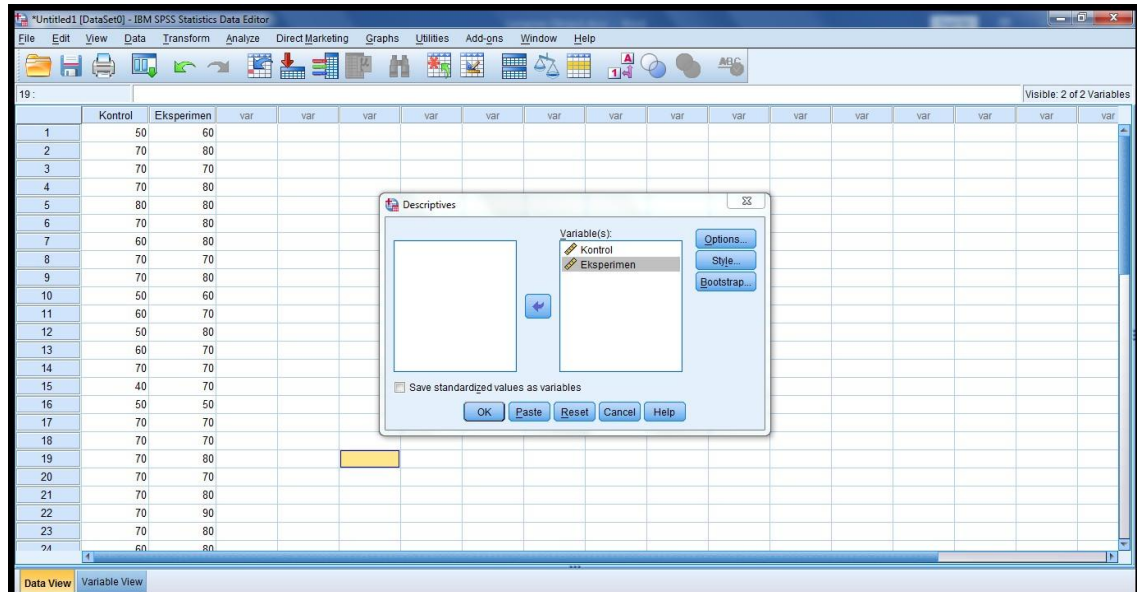 *Untitled1 [DataSet0] - IBM SPSS Statistics Data Editor
File Edit View Data Transform Analyze Direct Marketing Graphs Utilities Add-ons Window Help
19 :
Visible: 2 of 2 Variables
Kontrol Eksperimen var var var var var var var var var var var var var var var
1 50 60
2 70 80
3 70 70
4 70 80
5 80 80
6 70 80
7 60 80
8 70 70
9 70 80
10 50 60
11 60 70
12 50 80
13 60 70
14 70 70
15 40 70
16 50 50
17 70 70
18 70 70
19 70 80
20 70 70
21 70 80
22 70 90
23 70 80
24 60 80
Descriptives
Variable(s):
Kontrol
Eksperimen
Options...
Style...
Bootstrap...
Save standardized values as variables
OK Paste Reset Cancel Help
Data View Variable View